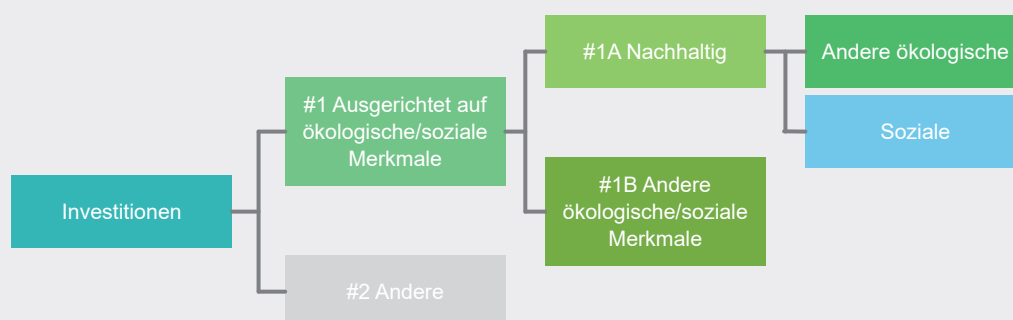 Investitionen
#1 Ausgerichtet auf
ökologische/soziale
Merkmale
#2 Andere
#1A Nachhaltig
#1B Andere
ökologische/soziale
Merkmale
Andere ökologische
Soziale